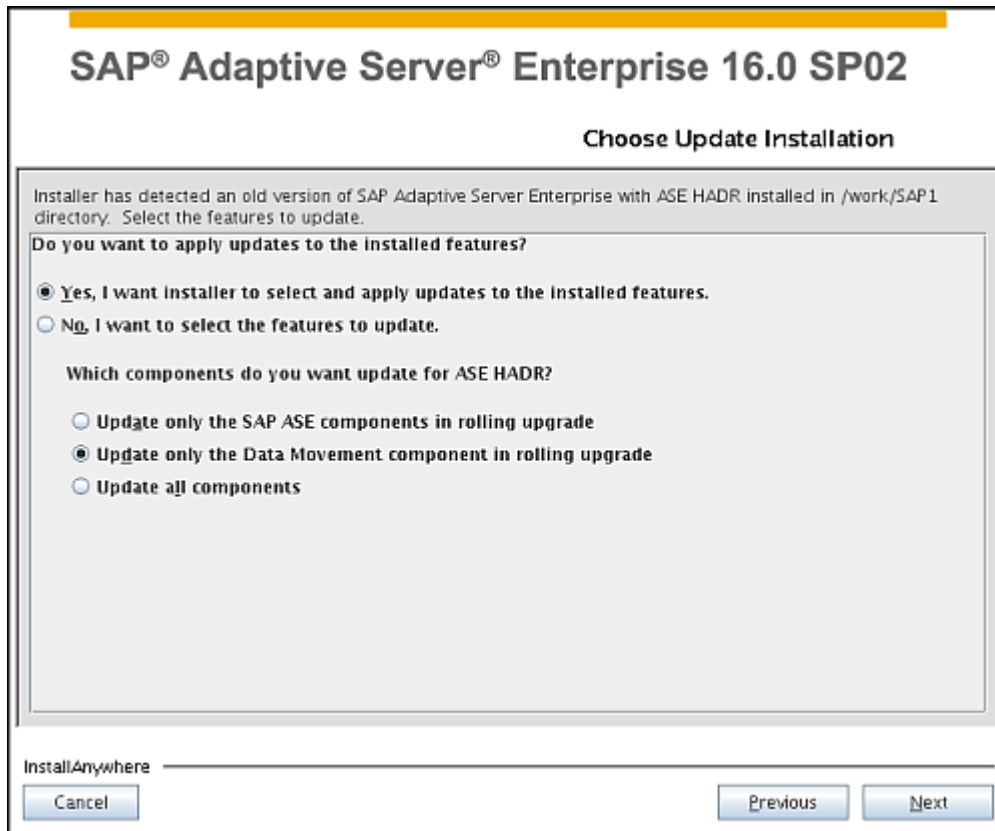 SAP® Adaptive Server® Enterprise 16.0 SP02
Choose Update Installation
Installer has detected an old version of SAP Adaptive Server Enterprise with ASE HADR installed in /work/SAP1
directory. Select the features to update.
Do you want to apply updates to the installed features?
Yes, I want installer to select and apply updates to the installed features.
No, I want to select the features to update.
Which components do you want update for ASE HADR?
Update only the SAP ASE components in rolling upgrade
Update only the Data Movement component in rolling upgrade
Update all components
InstallAnywhere
Cancel
Previous
Next